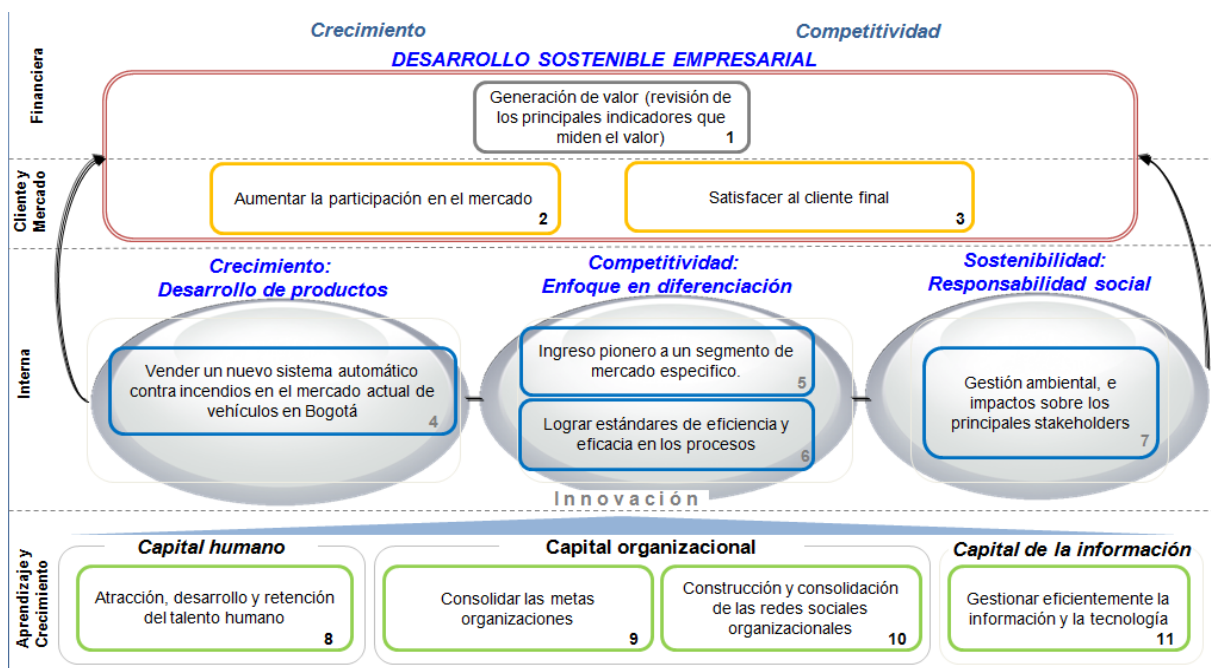 Crecimiento
Competitividad
DESARROLLO SOSTENIBLE EMPRESARIAL
Financiera
Generación de valor (revisión de
los principales indicadores que
miden el valor)
1
Cliente y
Mercado
Aumentar la participación en el mercado
2
Satisfacer al cliente final
3
Interna
Crecimiento:
Desarrollo de productos
Vender un nuevo sistema automático
contra incendios en el mercado actual de
vehículos en Bogotá
4
Competitividad:
Enfoque en diferenciación
Ingreso pionero a un segmento de
mercado especifico.
5
Lograr estándares de eficiencia y
eficacia en los procesos
6
Sostenibilidad:
Responsabilidad social
Gestión ambiental, e
impactos sobre los
principales stakeholders
7
Innovación
Aprendizaje y
Crecimiento
Capital humano
Atracción, desarrollo y retención
del talento humano
8
Capital organizacional
Consolidar las metas
organizaciones
9
Construcción y consolidación
de las redes sociales
organizacionales
10
Capital de la información
Gestionar eficientemente la
información y la tecnología
11